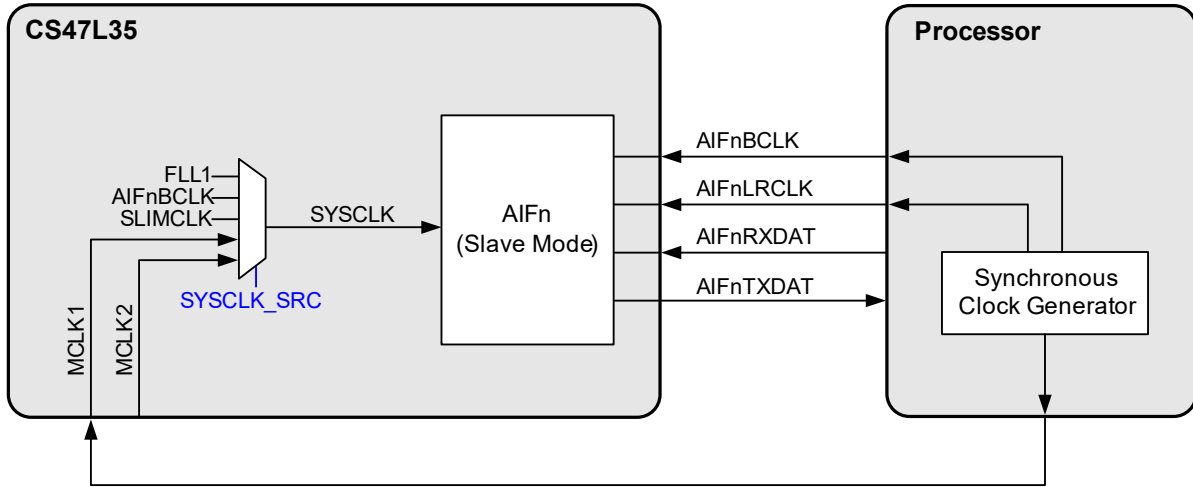 CS47L35
Processor
FLL1
AIFnBCLK
SLIMCLK
SYSCLK
SYSCLK_SRC
MCLK1
MCLK2
AIFn
(Slave Mode)
AIFnBCLK
AIFnLRCLK
AIFnRXDAT
AIFnTXDAT
Synchronous
Clock Generator